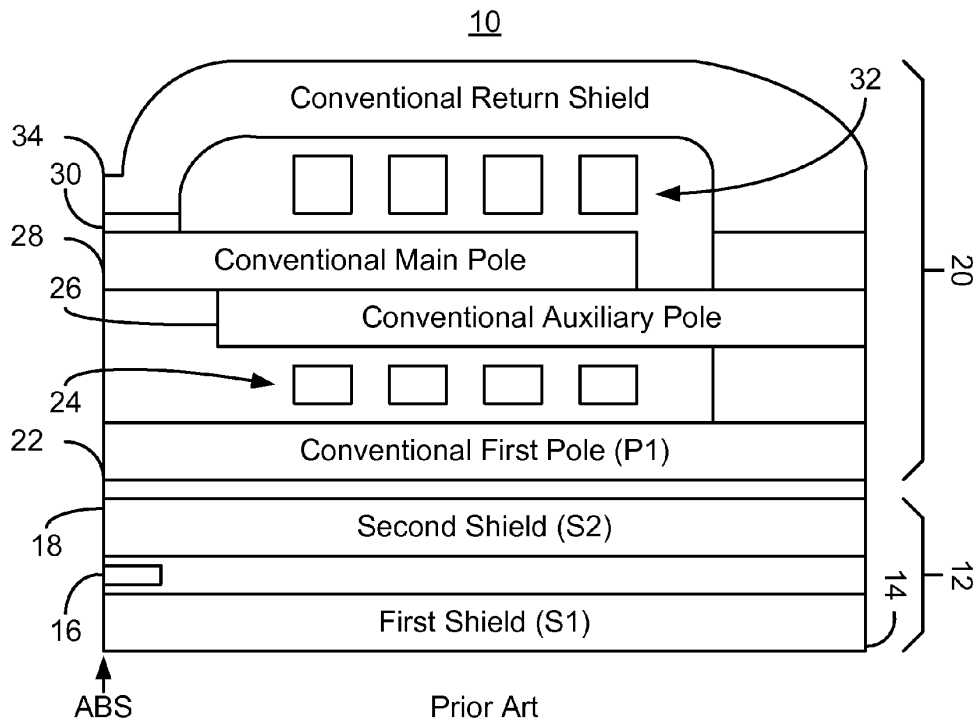 10
Conventional Return Shield
32
34
30
28
Conventional Main Pole
20
26
Conventional Auxiliary Pole
24
22
Conventional First Pole (P1)
18
Second Shield (S2)
12
14
16
First Shield (S1)
ABS
Prior Art